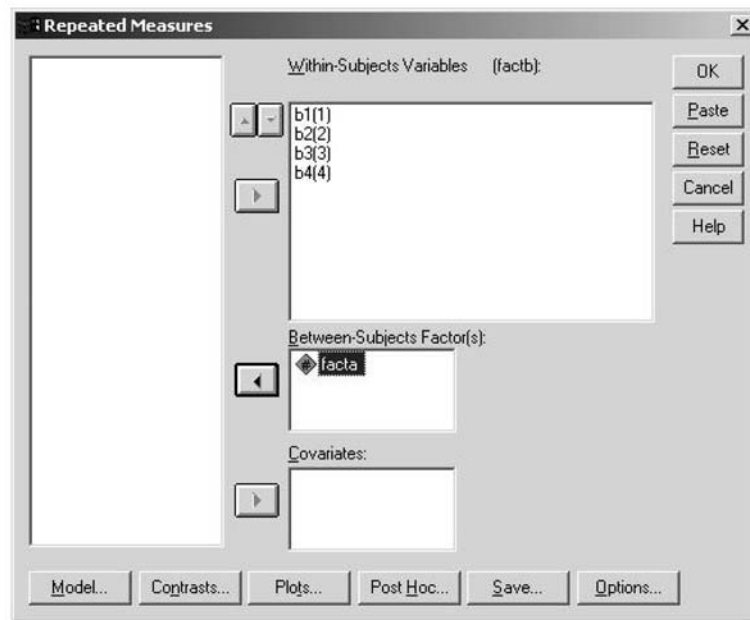 Repeated Measures
Within-Subjects Variables (factb):
b1(1)
b2(2)
b3(3)
b4(4)
OK
Paste
Reset
Cancel
Help
Between-Subjects Factor(s):
# facta
Covariates:
Model... Contrasts... Plots... Post Hoc... Save... Options...